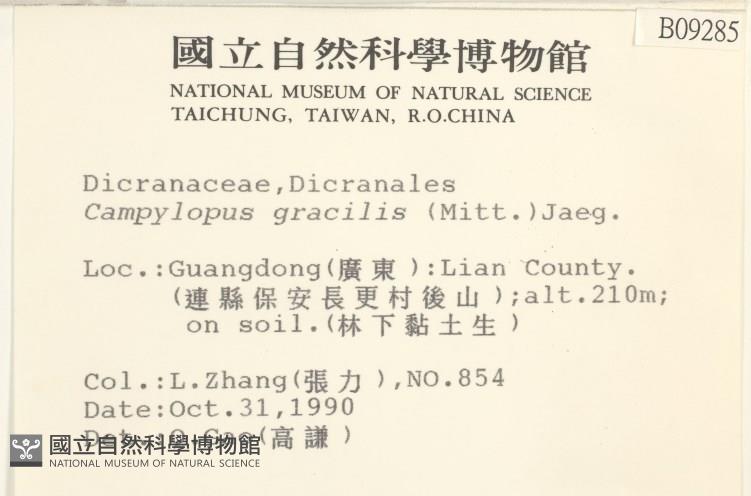 B09285
國立自然科學博物館
NATIONAL MUSEUM OF NATURAL SCIENCE
TAICHUNG, TAIWAN, R.O.CHINA
Dicranaceae,Dicranales
Campylopus gracilis (Mitt.)Jaeg.
Loc.:Guangdong(廣東):Lian County.
(連縣保安長更村後山);alt.210m;
on soil.(林下黏土生)
Col.:L.Zhang(張力),NO.854
Date:Oct.31,1990
(高謙)
國立自然科學博物館
NATIONAL MUSEUM OF NATURAL SCIENCE